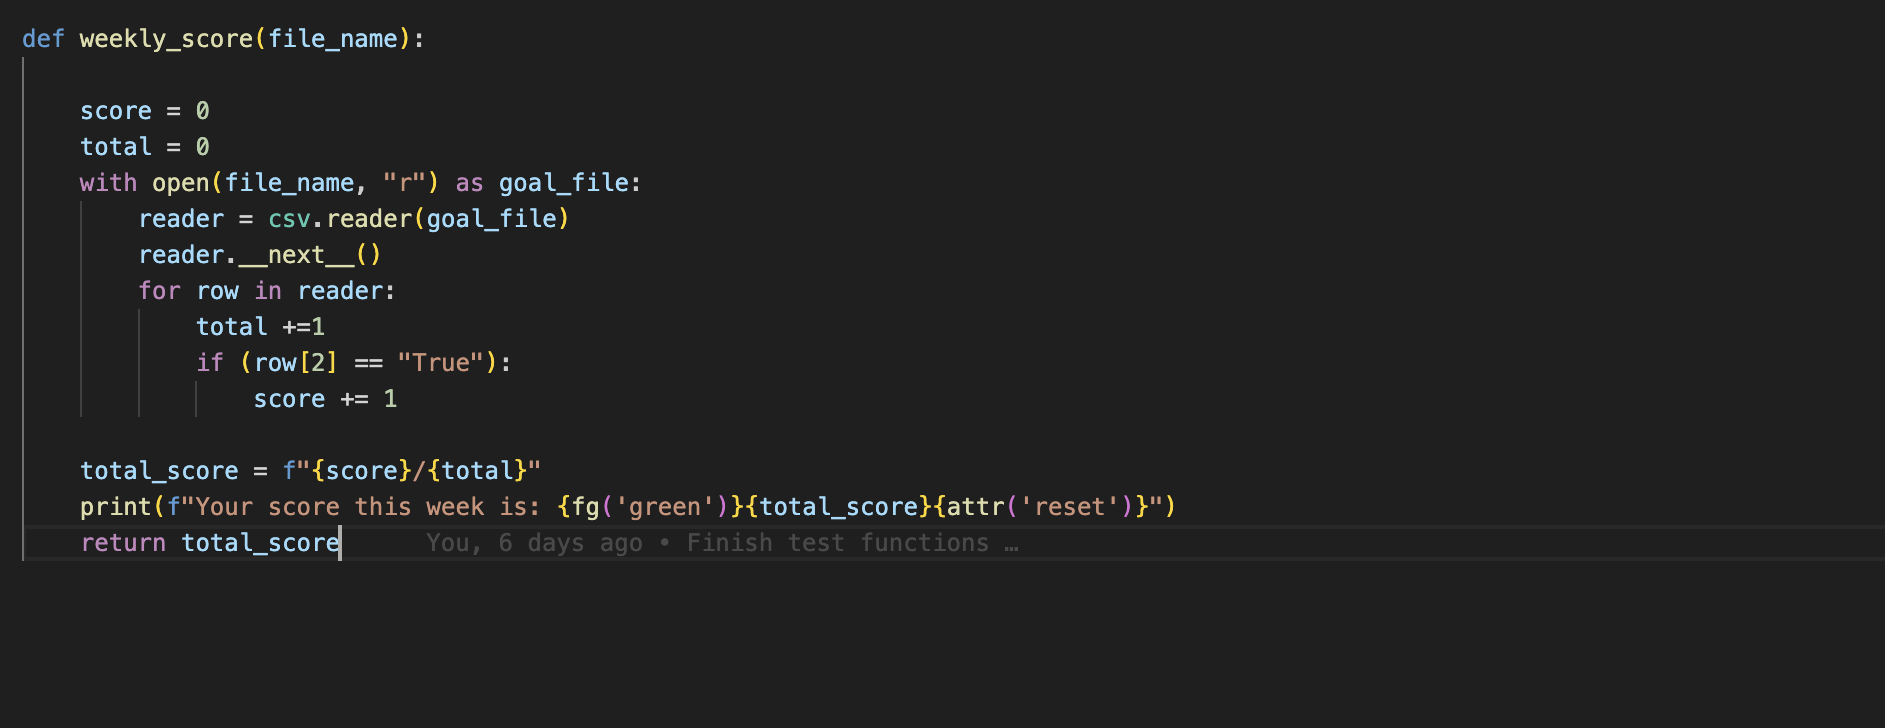 def weekly_score(file_name):
score = 0
total = 0
with open(file_name, "r") as goal_file:
reader = csv.reader(goal_file)
reader.__next__()
for row in reader:
total +=1
if (row[2] == "True"):
score += 1
total_score = f"{score}/{total}"
print(f"Your score this week is: {fg('green')}{total_score}{attr('reset')}")
return total_score You, 6 days ago • Finish test functions …